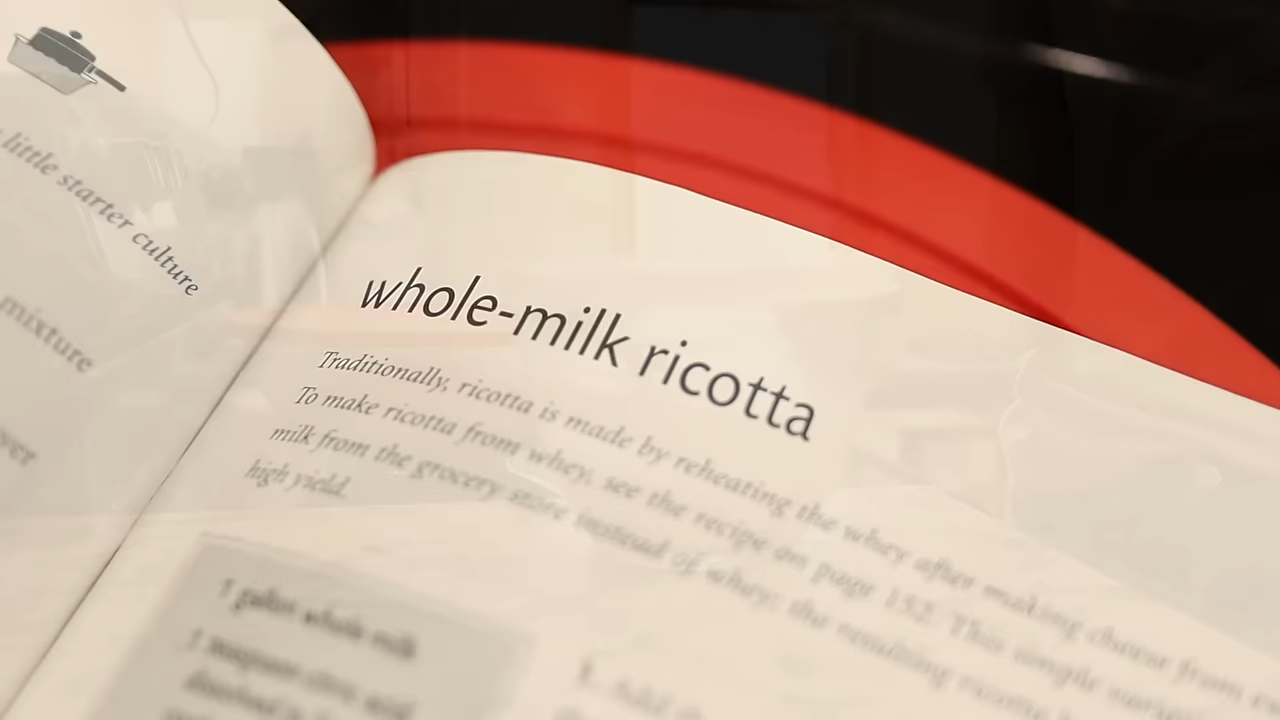 little starter culture
mixture
whole-milk ricotta
Traditionally, ricotta is made by reheating the whey after making cheese from
To make ricotta from whey, see the recipe on page 152. This simple
milk from the grocery store instead of whey; the resulting ricotta
high yield.
1 gallon whole milk
1. Add